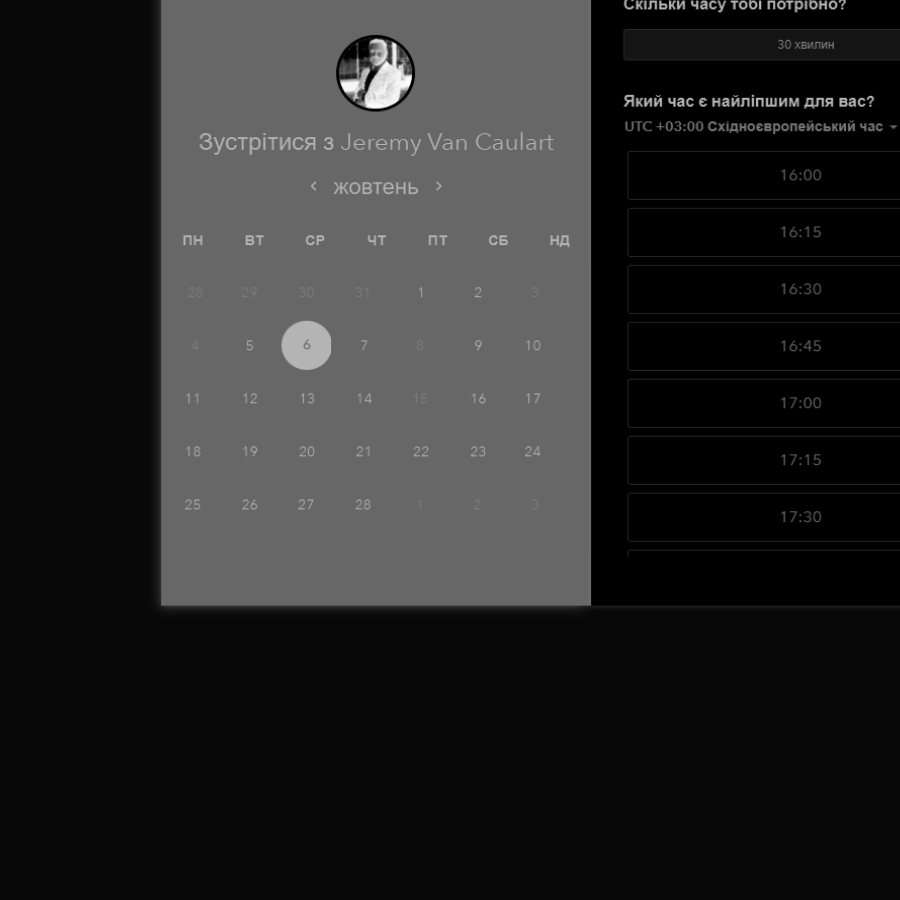 Зустрітися з Jeremy Van Caulart
жовтень
ПН ВТ СР ЧТ ПТ СБ НД
28 29 30 31 1 2 3
4 5 6 7 8 9 10
11 12 13 14 15 16 17
18 19 20 21 22 23 24
25 26 27 28 1 2 3
Скільки часу тобі потрібно?
30 хвилин
Який час є найліпшим для вас?
UTC +03:00 Східноєвропейський час
16:00
16:15
16:30
16:45
17:00
17:15
17:30